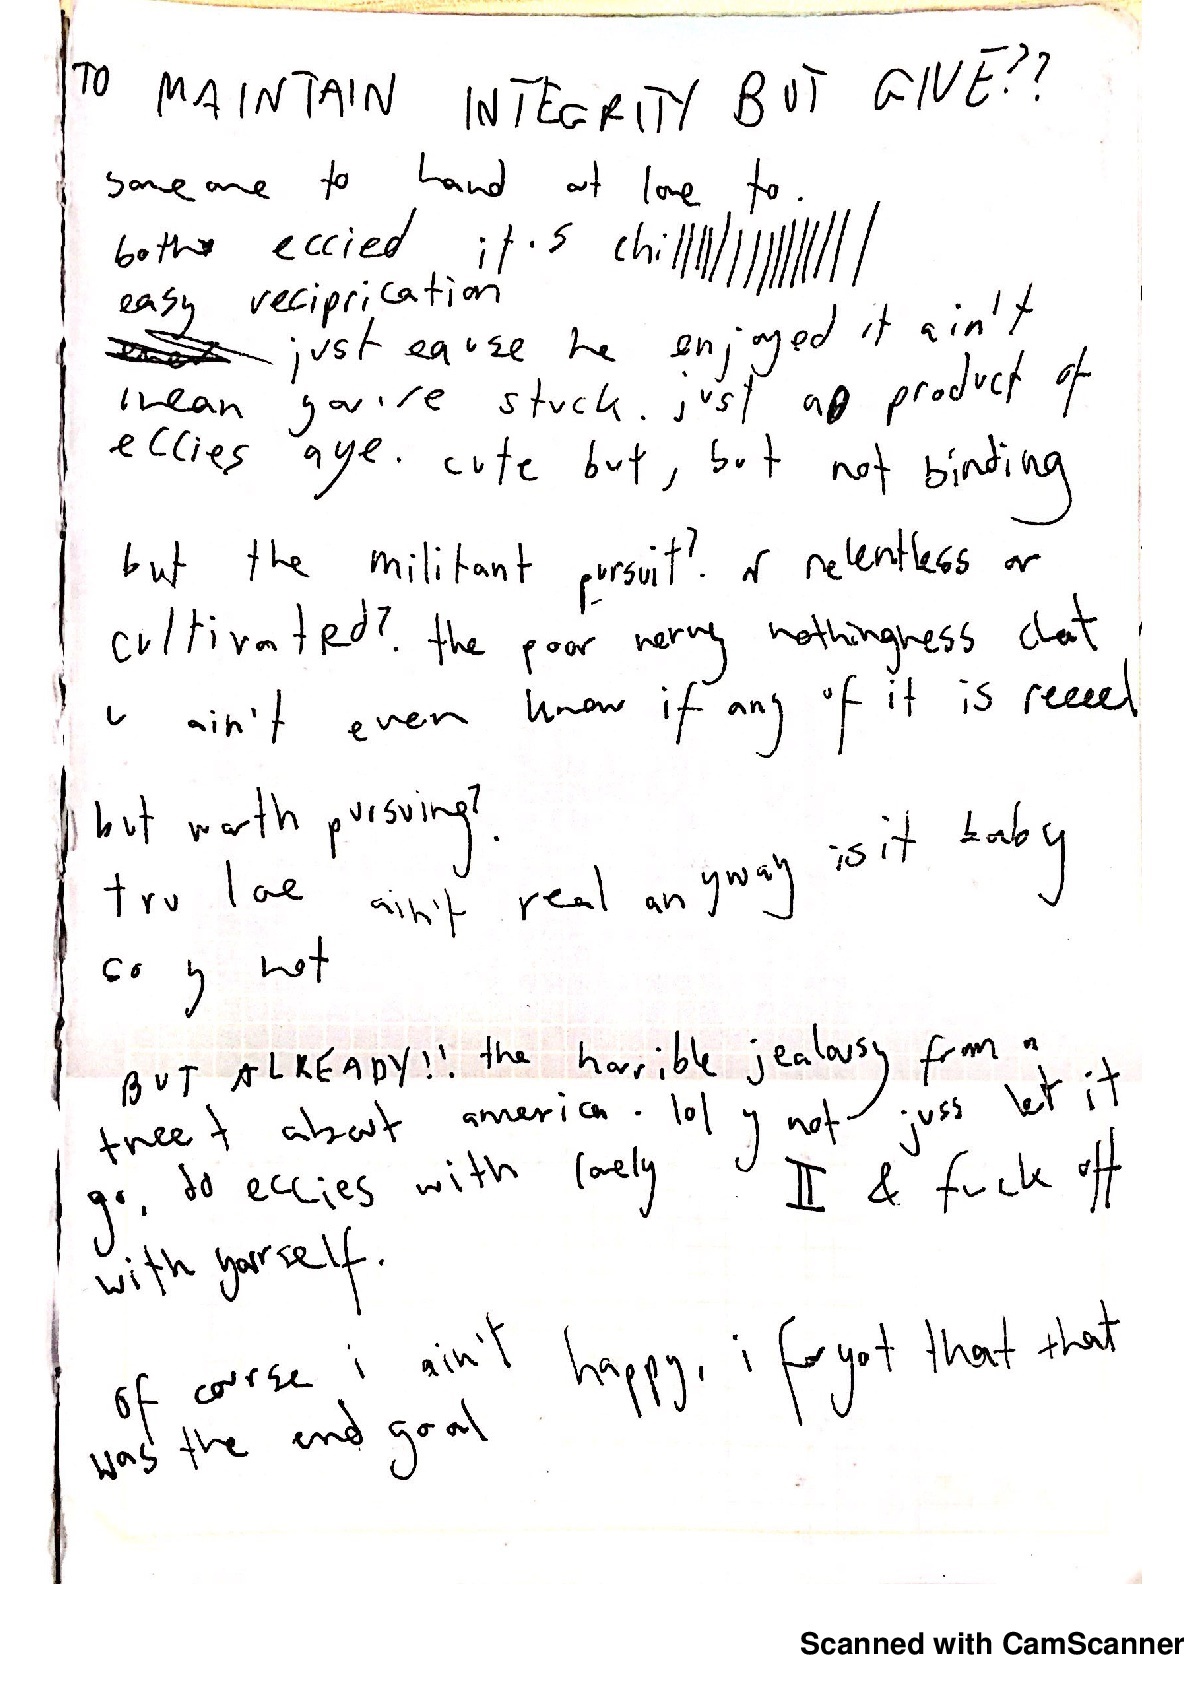 TO MAINTAIN INTEGRITY BUT GIVE??
someone to hand out love to.
both eccied it's chillllllllllllllll
easy reciprication
just cause he enjoyed it ain't
mean you're stuck. just a product of
eccies aye. cute but, but not binding
but the militant pursuit? or relentless or
cultivated? the poor nervy nothingness that
u ain't even know if any of it is reeeel
but worth pursuing?
tru love ain't real anyway is it baby
so y not
BUT ALREADY!! the horrible jealousy from a
tweet about america. lol y not juss let it
go, do eccies with lovely II & fuck off
with yourself.
of course i ain't happy, i forgot that that
was the end goal
Scanned with CamScanner